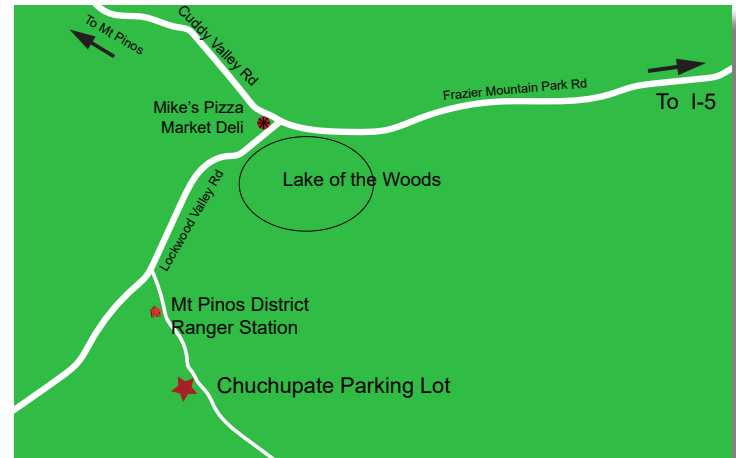 To Mt Pinos
Cuddy Valley Rd
Frazier Mountain Park Rd
To I-5
Mike's Pizza
Market Deli
Lake of the Woods
Lockwood Valley Rd
Mt Pinos District
Ranger Station
Chuchupate Parking Lot